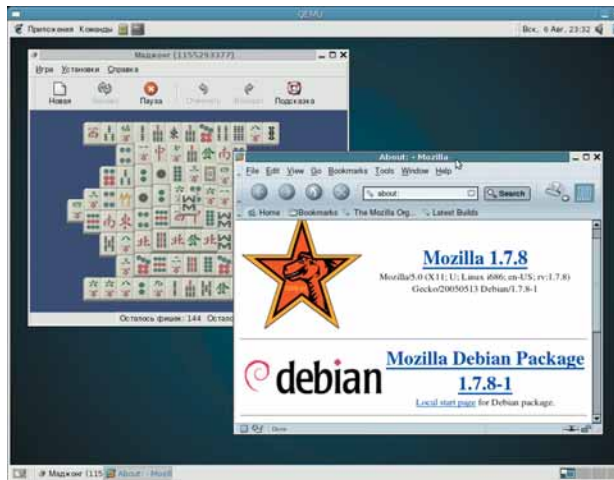 QEMU
Приложения Команды
Вск, 6 Авг, 23:32
Маджонг [1155293377]
Игра Установки Справка
Новая
Пауза
Отменить
Подсказка
Осталось фишек: 144
About: - Mozilla
File Edit View Go Bookmarks Tools Window Help
about:
Search
Home Bookmarks The Mozilla Org... Latest Builds
Mozilla 1.7.8
Mozilla/5.0 (X11; U; Linux i686; en-US; rv:1.7.8)
Gecko/20050513 Debian/1.7.8-1
debian
Mozilla Debian Package
1.7.8-1
Local start page for Debian package.
Done
Маджонг (115
About: - Mozill